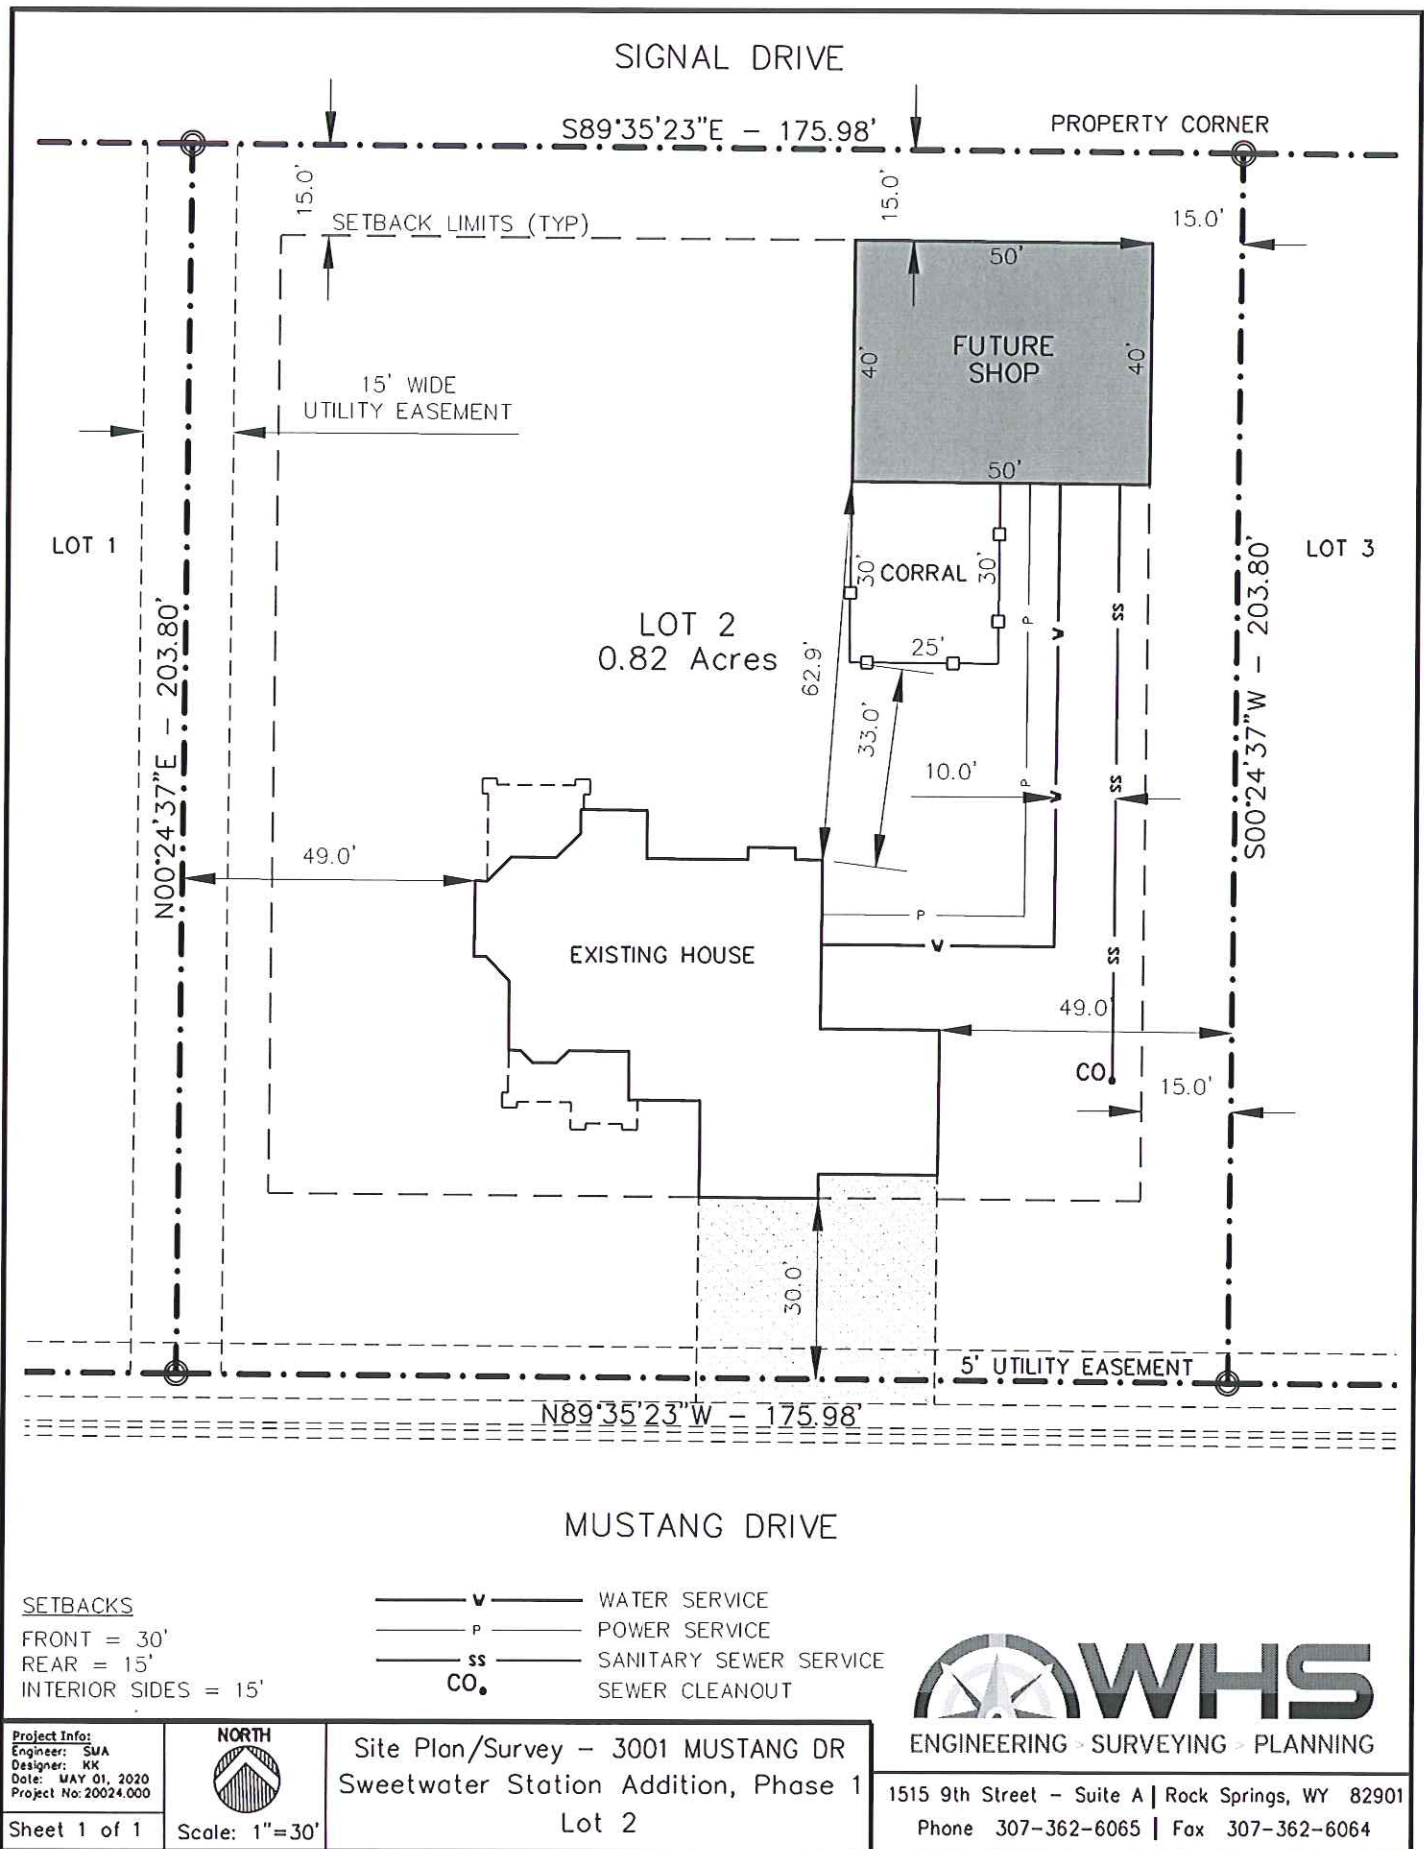 SIGNAL DRIVE
S89°35'23"E - 175.98'
PROPERTY CORNER
15.0'
15.0'
15.0'
SETBACK LIMITS (TYP)
50'
FUTURE
SHOP
40'
40'
15' WIDE
UTILITY EASEMENT
50'
LOT 1
LOT 3
30'
CORRAL
30'
SS
P
W
LOT 2
0.82 Acres
25'
62.9'
33.0'
N00°24'37"E - 203.80'
S00°24'37"W - 203.80'
10.0'
P
W
SS
49.0'
P
W
SS
EXISTING HOUSE
49.0'
CO
15.0'
30.0'
5' UTILITY EASEMENT
N89°35'23"W - 175.98'
MUSTANG DRIVE
SETBACKS
FRONT = 30'
REAR = 15'
INTERIOR SIDES = 15'
W WATER SERVICE
P POWER SERVICE
SS SANITARY SEWER SERVICE
CO. SEWER CLEANOUT
WHS
ENGINEERING > SURVEYING > PLANNING
1515 9th Street - Suite A | Rock Springs, WY 82901
Phone 307-362-6065 | Fax 307-362-6064
Project Info:
Engineer: SMA
Designer: KK
Date: MAY 01, 2020
Project No: 20024.000
Sheet 1 of 1
NORTH
Scale: 1"=30'
Site Plan/Survey - 3001 MUSTANG DR
Sweetwater Station Addition, Phase 1
Lot 2